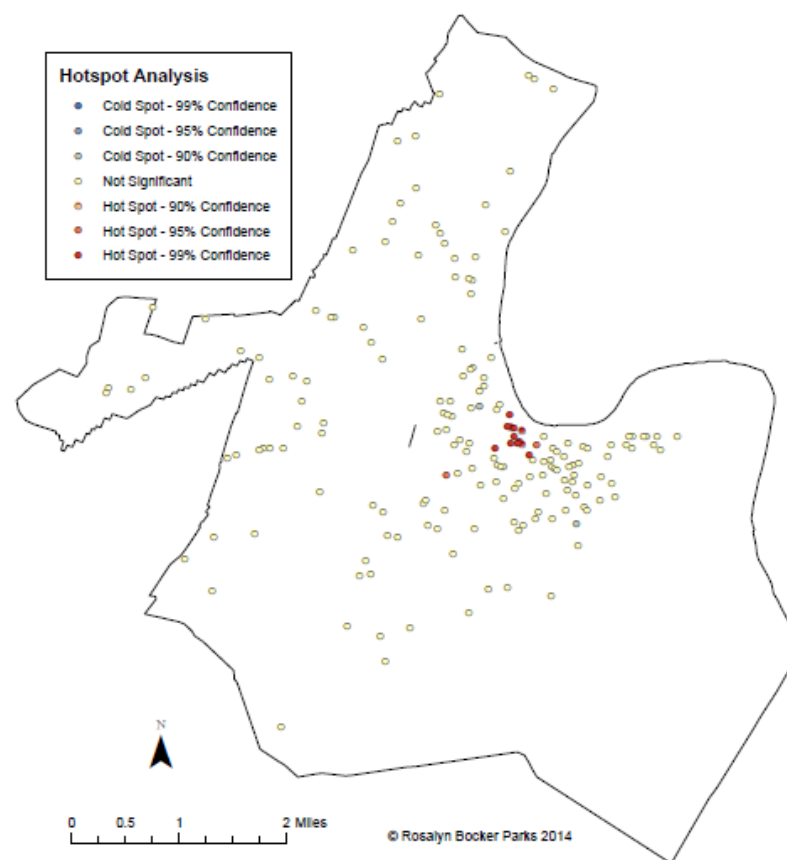 Hotspot Analysis
Cold Spot - 99% Confidence
Cold Spot - 95% Confidence
Cold Spot - 90% Confidence
Not Significant
Hot Spot - 90% Confidence
Hot Spot - 95% Confidence
Hot Spot - 99% Confidence
N
0 0.5 1 2 Miles
© Rosalyn Bocker Parks 2014